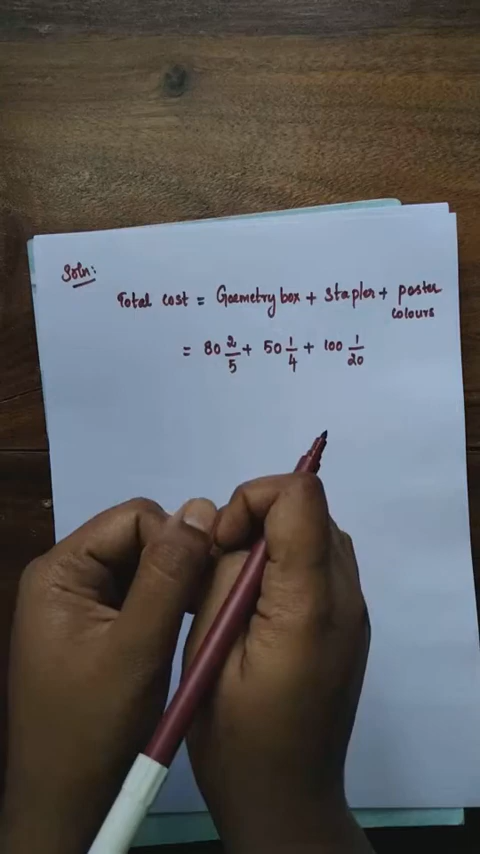 Soln:
Total cost = Geometry box + Stapler + poster
colours
= 80 2/5 + 50 1/4 + 100 1/20